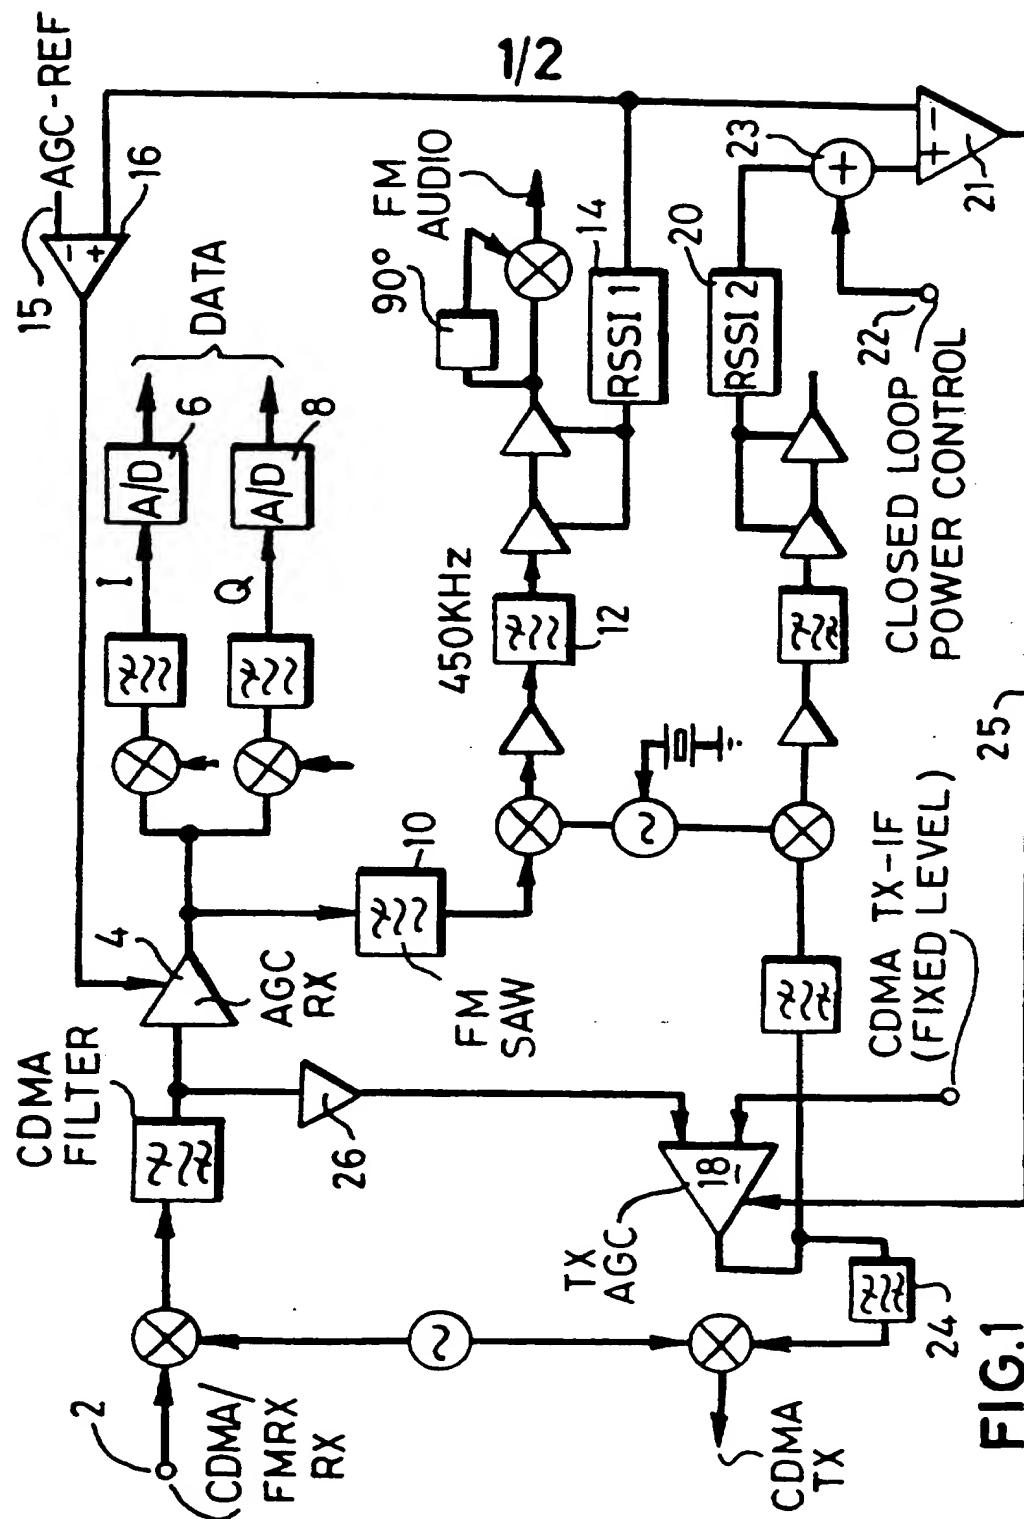 1/2
2
CDMA/
FMRX
RX
CDMA
FILTER
4
AGC
RX
15
AGC-REF
-
+
16
I
A/D
6
Q
A/D
8
DATA
26
10
FM
SAW
450KHz
12
90°
FM
AUDIO
14
RSSI 1
TX
AGC
18
CDMA TX-IF
(FIXED LEVEL)
20
RSSI 2
23
+
22
CLOSED LOOP
POWER CONTROL
+
-
21
25
24
CDMA
TX
FIG.1